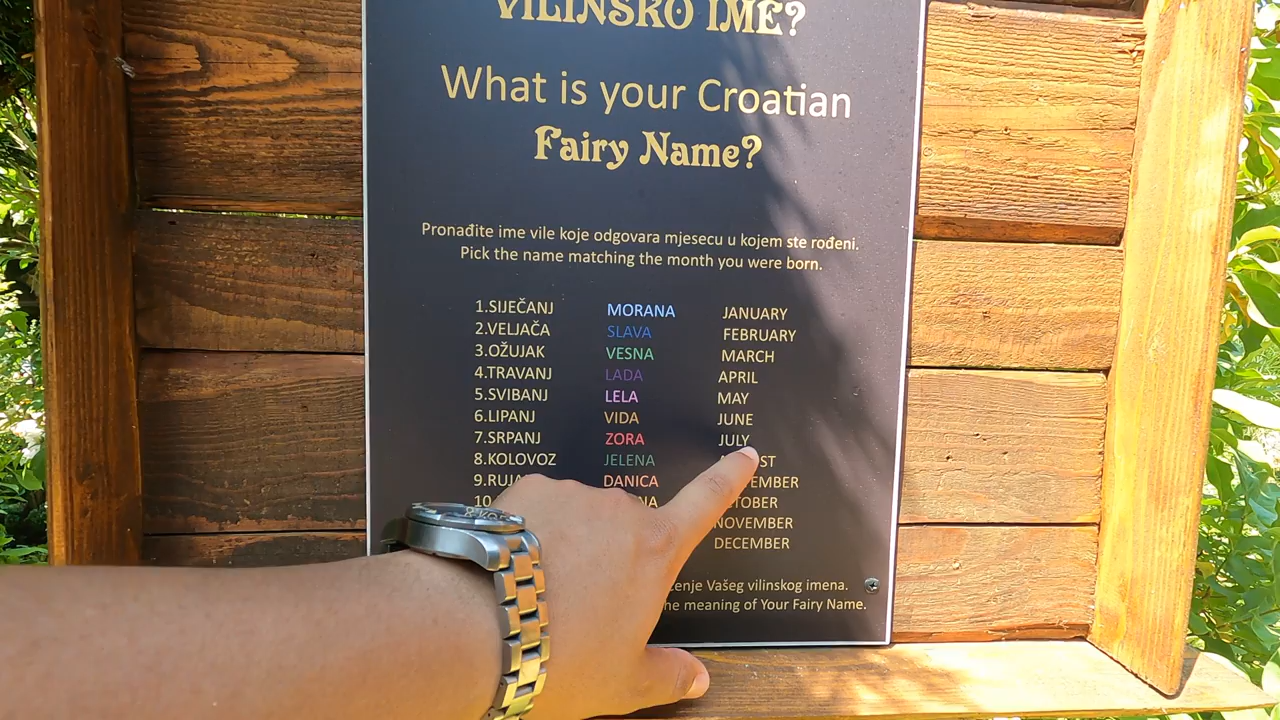 VILINSKO IME?
What is your Croatian
Fairy Name?
Pronađite ime vile koje odgovara mjesecu u kojem ste rođeni.
Pick the name matching the month you were born.
1.SIJEČANJ MORANA JANUARY
2.VELJAČA SLAVA FEBRUARY
3.OŽUJAK VESNA MARCH
4.TRAVANJ LADA APRIL
5.SVIBANJ LELA MAY
6.LIPANJ VIDA JUNE
7.SRPANJ ZORA JULY
8.KOLOVOZ JELENA
9. DANICA
10.
NOVEMBER
DECEMBER
Vašeg vilinskog imena.
meaning of Your Fairy Name.